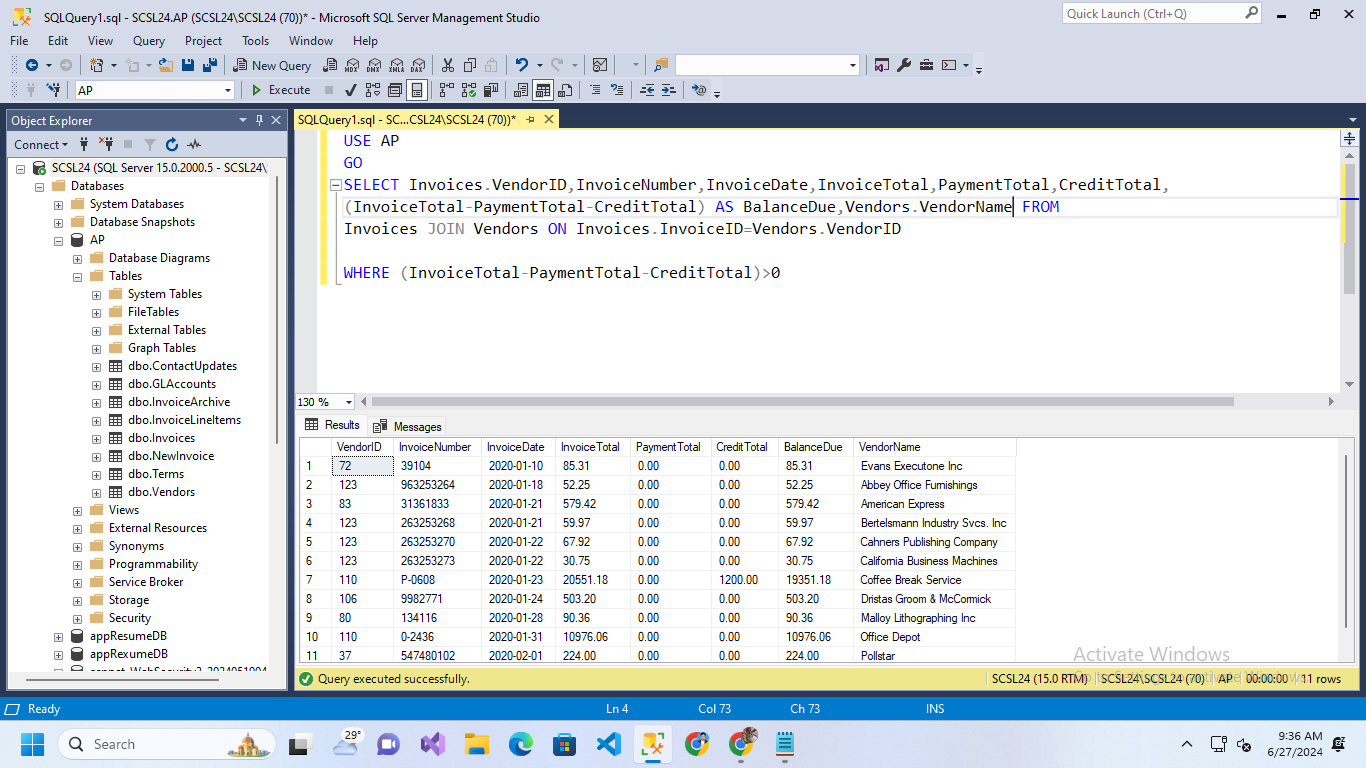 SQLQuery1.sql - SCSL24.AP (SCSL24\SCSL24 (70))* - Microsoft SQL Server Management Studio
Quick Launch (Ctrl+Q)
File Edit View Query Project Tools Window Help
New Query MDX DMX XMLA DAX
AP Execute
Object Explorer
Connect
SCSL24 (SQL Server 15.0.2000.5 - SCSL24\
Databases
System Databases
Database Snapshots
AP
Database Diagrams
Tables
System Tables
FileTables
External Tables
Graph Tables
dbo.ContactUpdates
dbo.GLAccounts
dbo.InvoiceArchive
dbo.InvoiceLineItems
dbo.Invoices
dbo.NewInvoice
dbo.Terms
dbo.Vendors
Views
External Resources
Synonyms
Programmability
Service Broker
Storage
Security
appResumeDB
appRexumeDB
SQLQuery1.sql - SC...CSL24\SCSL24 (70))*
USE AP
GO
SELECT Invoices.VendorID,InvoiceNumber,InvoiceDate,InvoiceTotal,PaymentTotal,CreditTotal,
(InvoiceTotal-PaymentTotal-CreditTotal) AS BalanceDue,Vendors.VendorName FROM
Invoices JOIN Vendors ON Invoices.InvoiceID=Vendors.VendorID
WHERE (InvoiceTotal-PaymentTotal-CreditTotal)>0
130 %
Results Messages
VendorID InvoiceNumber InvoiceDate InvoiceTotal PaymentTotal CreditTotal BalanceDue VendorName
1 72 39104 2020-01-10 85.31 0.00 0.00 85.31 Evans Executone Inc
2 123 963253264 2020-01-18 52.25 0.00 0.00 52.25 Abbey Office Furnishings
3 83 31361833 2020-01-21 579.42 0.00 0.00 579.42 American Express
4 123 263253268 2020-01-21 59.97 0.00 0.00 59.97 Bertelsmann Industry Svcs. Inc
5 123 263253270 2020-01-22 67.92 0.00 0.00 67.92 Cahners Publishing Company
6 123 263253273 2020-01-22 30.75 0.00 0.00 30.75 California Business Machines
7 110 P-0608 2020-01-23 20551.18 0.00 1200.00 19351.18 Coffee Break Service
8 106 9982771 2020-01-24 503.20 0.00 0.00 503.20 Dristas Groom & McCormick
9 80 134116 2020-01-28 90.36 0.00 0.00 90.36 Malloy Lithographing Inc
10 110 0-2436 2020-01-31 10976.06 0.00 0.00 10976.06 Office Depot
11 37 547480102 2020-02-01 224.00 0.00 0.00 224.00 Pollstar
Activate Windows
Query executed successfully. SCSL24 (15.0 RTM) SCSL24\SCSL24 (70) AP 00:00:00 11 rows
Ready Ln 4 Col 73 Ch 73 INS
Search 29° 9:36 AM
6/27/2024